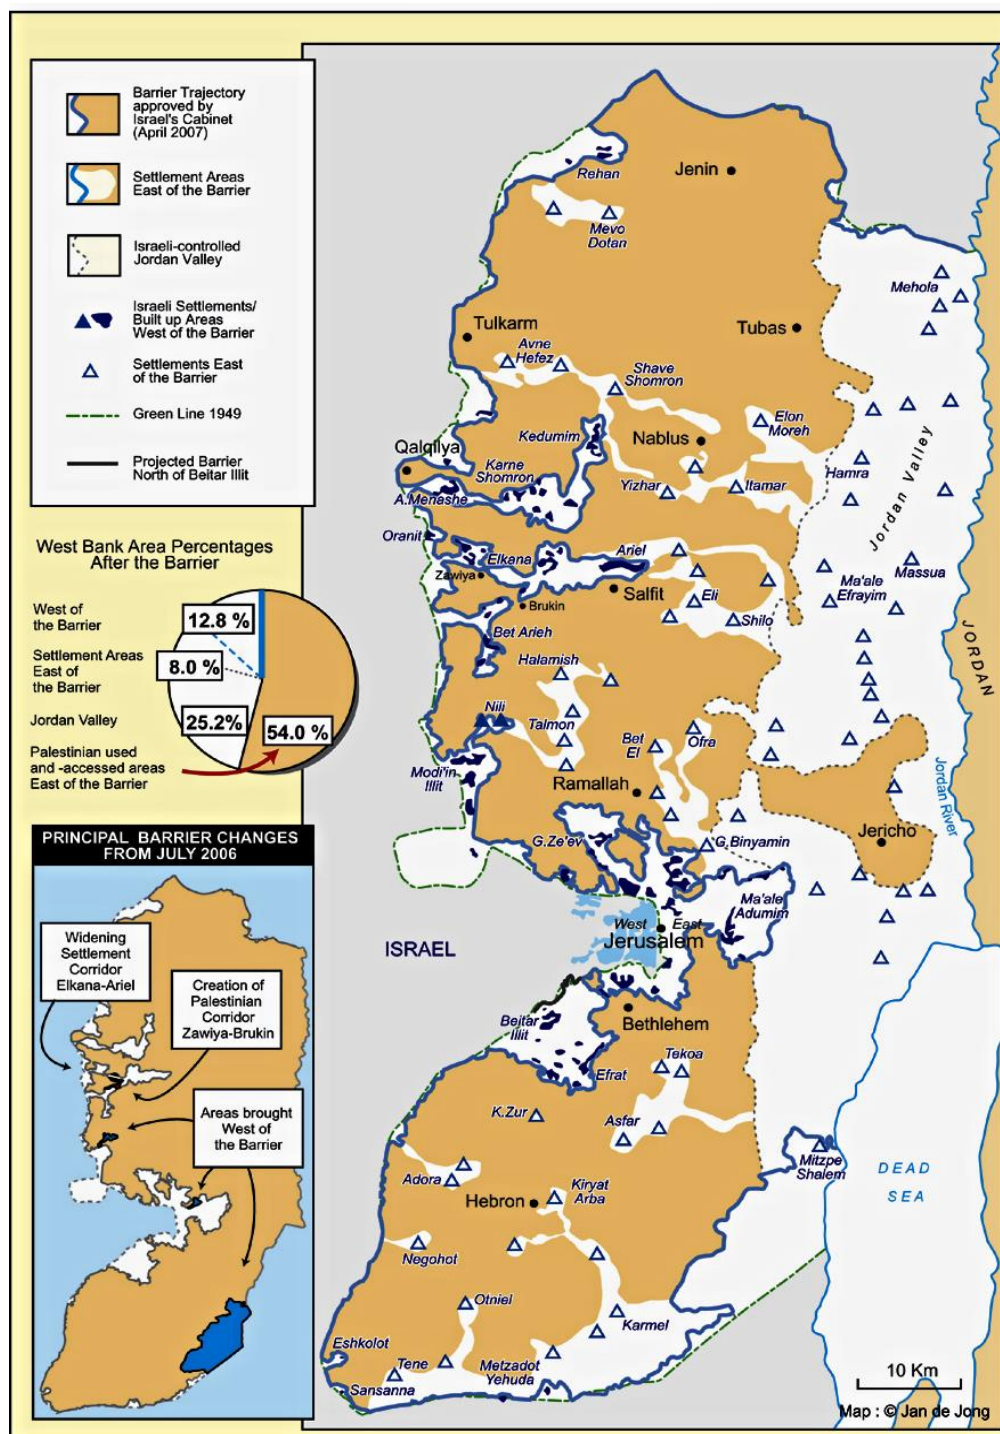 Barrier Trajectory
approved by
Israel's Cabinet
(April 2007)
Settlement Areas
East of the Barrier
Israeli-controlled
Jordan Valley
Israeli Settlements/
Built up Areas
West of the Barrier
Settlements East
of the Barrier
Green Line 1949
Projected Barrier
North of Beitar Illit
West Bank Area Percentages
After the Barrier
West of
the Barrier
12.8 %
Settlement Areas
East of
the Barrier
8.0 %
Jordan Valley
25.2%
54.0 %
Palestinian used
and -accessed areas
East of the Barrier
PRINCIPAL BARRIER CHANGES
FROM JULY 2006
Widening
Settlement
Corridor
Elkana-Ariel
Creation of
Palestinian
Corridor
Zawiya-Brukin
Areas brought
West of
the Barrier
Rehan
Jenin
Mevo
Dotan
Mehola
Tulkarm
Tubas
Avne
Hefez
Shave
Shomron
Elon
Moreh
Kedumim
Nablus
Qalqilya
Karne
Shomron
Hamra
Jordan Valley
A.Menashe
Yizhar
Itamar
Oranit
Elkana
Ariel
Massua
Zawiya
Salfit
Eli
Ma'ale
Efrayim
Brukin
Shilo
Bet Arieh
JORDAN
Halamish
Nili
Talmon
Bet
El
Ofra
Modi'in
Illit
Ramallah
Jordan River
Jericho
G.Ze'ev
G.Binyamin
Ma'ale
Adumim
West
East
Jerusalem
ISRAEL
Beitar
Illit
Bethlehem
Efrat
Tekoa
K.Zur
Asfar
Mitzpe
Shalem
DEAD
SEA
Adora
Hebron
Kiryat
Arba
Negohot
Otniel
Karmel
Eshkolot
Tene
Metzadot
Yehuda
Sansanna
10 Km
Map : © Jan de Jong